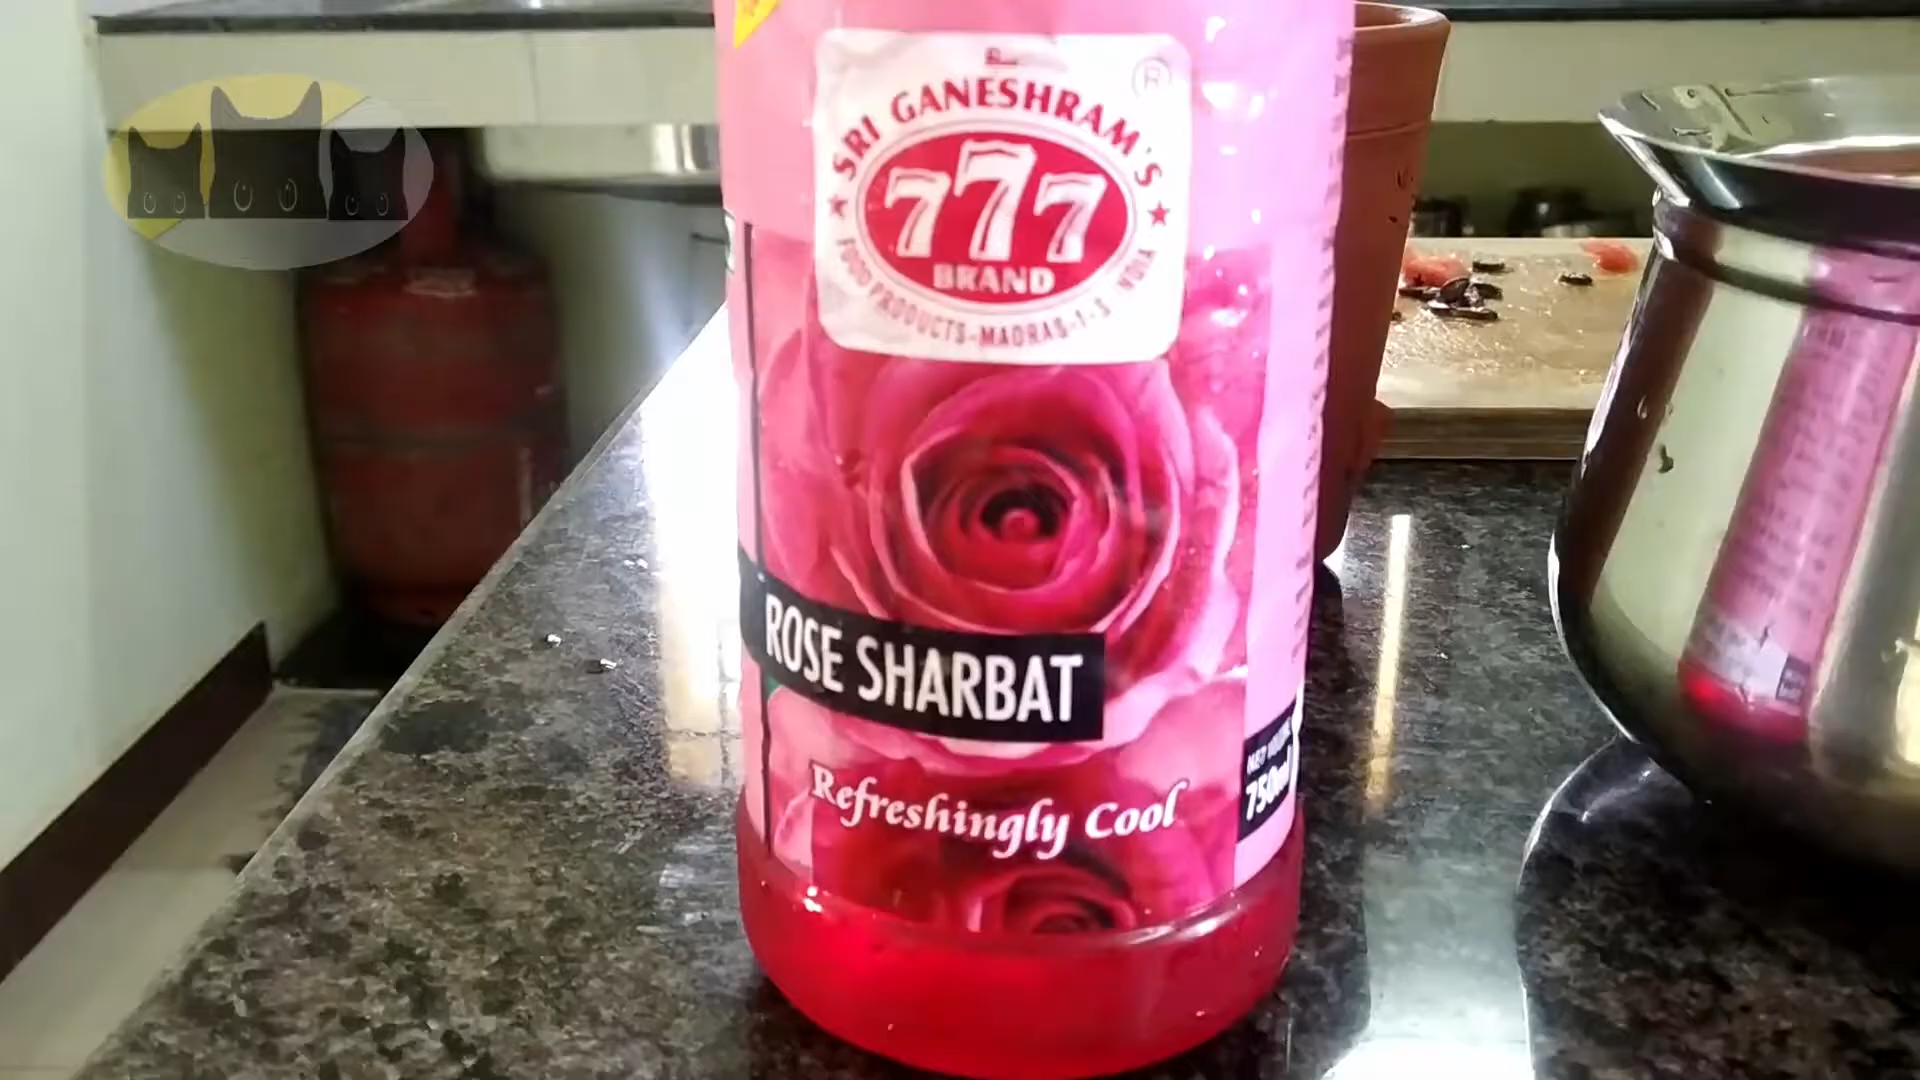 SRI GANESHRAM'S
®
777
BRAND
FOOD PRODUCTS-MADRAS-1-S INDIA
ROSE SHARBAT
Refreshingly Cool
750ml